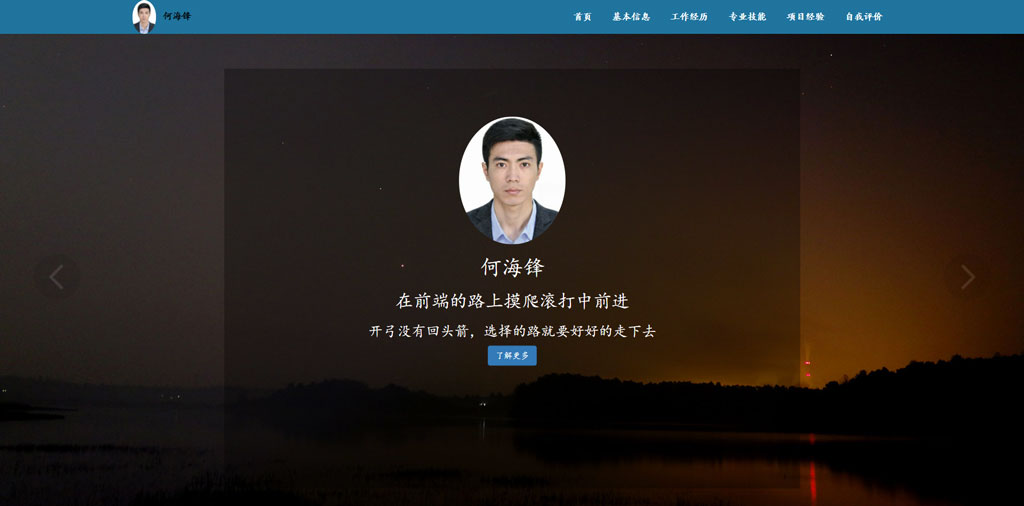 何海锋
首页 基本信息 工作经历 专业技能 项目经验 自我评价
何海锋
在前端的路上摸爬滚打中前进
开弓没有回头箭，选择的路就要好好的走下去
了解更多